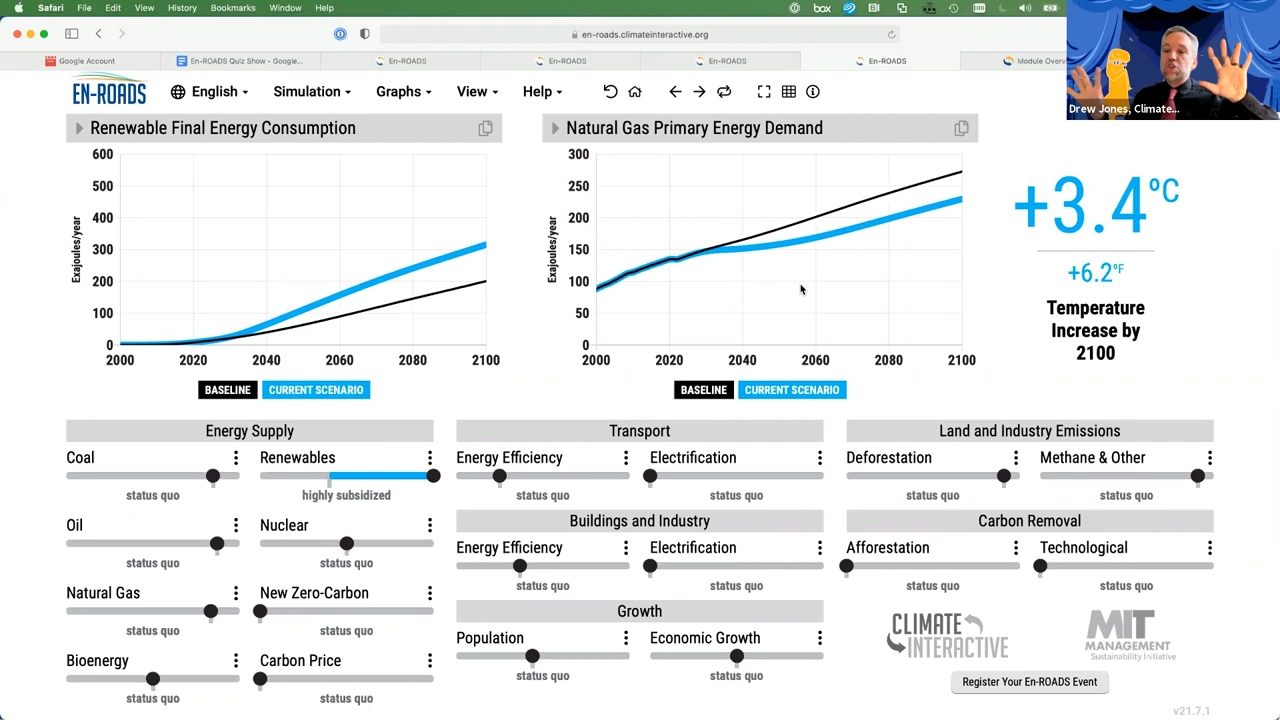 Safari File Edit View History Bookmarks Window Help
box
en-roads.climateinteractive.org
Google Account
En-ROADS Quiz Show - Google...
En-ROADS
En-ROADS
En-ROADS
En-ROADS
Module Overv
Drew Jones, Climate...
EN-ROADS
English
Simulation
Graphs
View
Help
Renewable Final Energy Consumption
600
500
400
300
200
100
0
Exajoules/year
2000 2020 2040 2060 2080 2100
BASELINE
CURRENT SCENARIO
Natural Gas Primary Energy Demand
300
250
200
150
100
50
0
Exajoules/year
2000 2020 2040 2060 2080 2100
BASELINE
CURRENT SCENARIO
+3.4°C
+6.2°F
Temperature
Increase by
2100
Energy Supply
Coal
status quo
Renewables
highly subsidized
Oil
status quo
Nuclear
status quo
Natural Gas
status quo
New Zero-Carbon
status quo
Bioenergy
status quo
Carbon Price
status quo
Transport
Energy Efficiency
status quo
Electrification
status quo
Buildings and Industry
Energy Efficiency
status quo
Electrification
status quo
Growth
Population
status quo
Economic Growth
status quo
Land and Industry Emissions
Deforestation
status quo
Methane & Other
status quo
Carbon Removal
Afforestation
status quo
Technological
status quo
CLIMATE
INTERACTIVE
MIT
MANAGEMENT
Sustainability Initiative
Register Your En-ROADS Event
v21.7.1